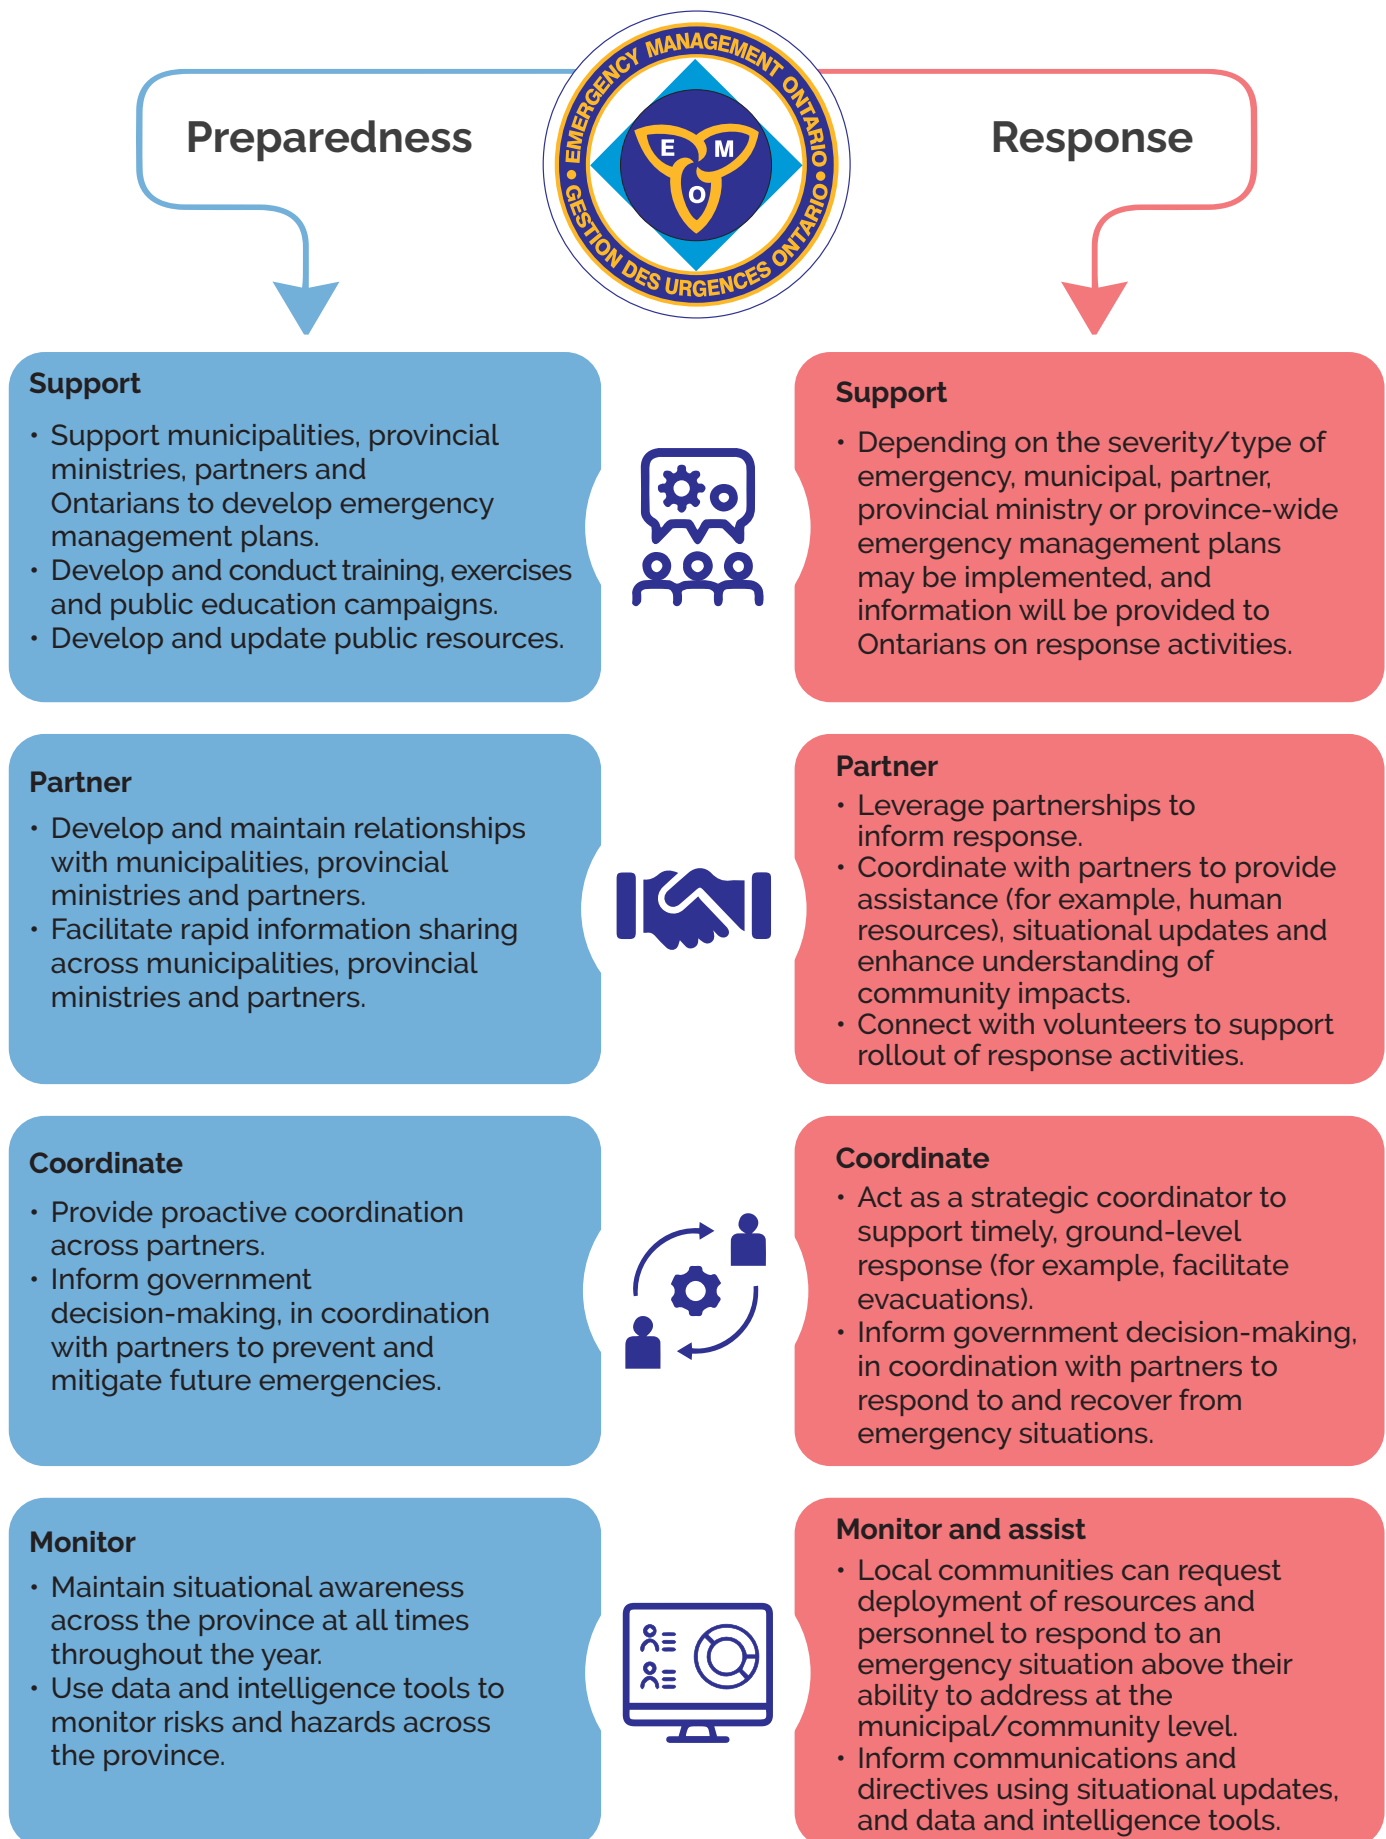 EMERGENCY MANAGEMENT ONTARIO
GESTION DES URGENCES ONTARIO
E M
O
Preparedness
Response
Support
• Support municipalities, provincial
ministries, partners and
Ontarians to develop emergency
management plans.
• Develop and conduct training, exercises
and public education campaigns.
• Develop and update public resources.
Support
• Depending on the severity/type of
emergency, municipal, partner,
provincial ministry or province-wide
emergency management plans
may be implemented, and
information will be provided to
Ontarians on response activities.
Partner
• Develop and maintain relationships
with municipalities, provincial
ministries and partners.
• Facilitate rapid information sharing
across municipalities, provincial
ministries and partners.
Partner
• Leverage partnerships to
inform response.
• Coordinate with partners to provide
assistance (for example, human
resources), situational updates and
enhance understanding of
community impacts.
• Connect with volunteers to support
rollout of response activities.
Coordinate
• Provide proactive coordination
across partners.
• Inform government
decision-making, in coordination
with partners to prevent and
mitigate future emergencies.
Coordinate
• Act as a strategic coordinator to
support timely, ground-level
response (for example, facilitate
evacuations).
• Inform government decision-making,
in coordination with partners to
respond to and recover from
emergency situations.
Monitor
• Maintain situational awareness
across the province at all times
throughout the year.
• Use data and intelligence tools to
monitor risks and hazards across
the province.
Monitor and assist
• Local communities can request
deployment of resources and
personnel to respond to an
emergency situation above their
ability to address at the
municipal/community level.
• Inform communications and
directives using situational updates,
and data and intelligence tools.